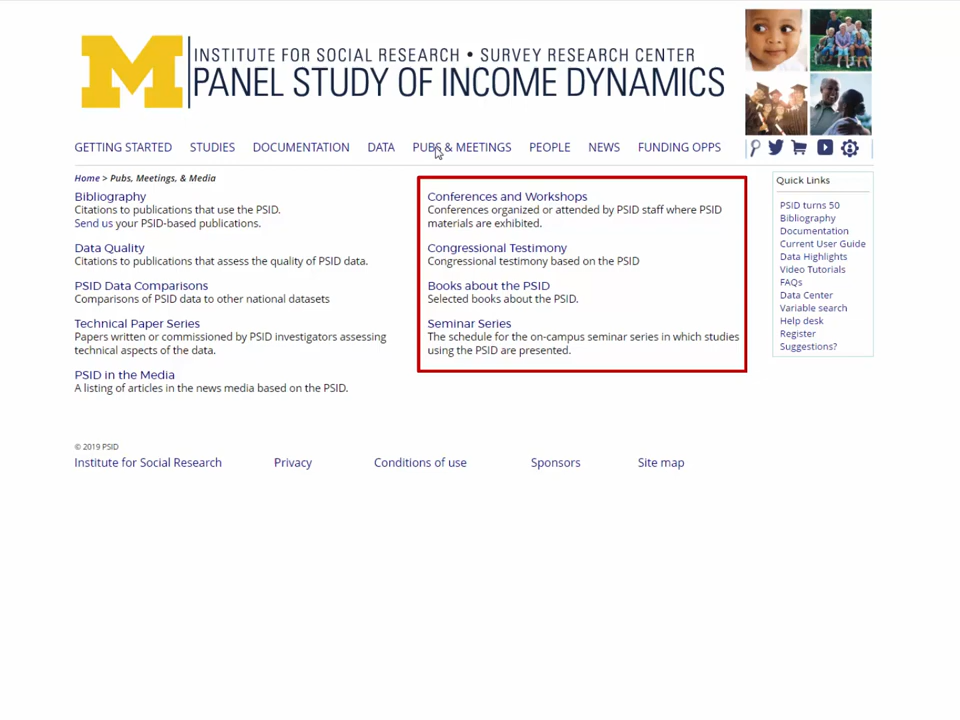 M
INSTITUTE FOR SOCIAL RESEARCH • SURVEY RESEARCH CENTER
PANEL STUDY OF INCOME DYNAMICS
GETTING STARTED STUDIES DOCUMENTATION DATA PUBS & MEETINGS PEOPLE NEWS FUNDING OPPS
Home > Pubs, Meetings, & Media
Bibliography
Citations to publications that use the PSID.
Send us your PSID-based publications.
Data Quality
Citations to publications that assess the quality of PSID data.
PSID Data Comparisons
Comparisons of PSID data to other national datasets
Technical Paper Series
Papers written or commissioned by PSID investigators assessing
technical aspects of the data.
PSID in the Media
A listing of articles in the news media based on the PSID.
Conferences and Workshops
Conferences organized or attended by PSID staff where PSID
materials are exhibited.
Congressional Testimony
Congressional testimony based on the PSID
Books about the PSID
Selected books about the PSID.
Seminar Series
The schedule for the on-campus seminar series in which studies
using the PSID are presented.
Quick Links
PSID turns 50
Bibliography
Documentation
Current User Guide
Data Highlights
Video Tutorials
FAQs
Data Center
Variable search
Help desk
Register
Suggestions?
© 2019 PSID
Institute for Social Research Privacy Conditions of use Sponsors Site map